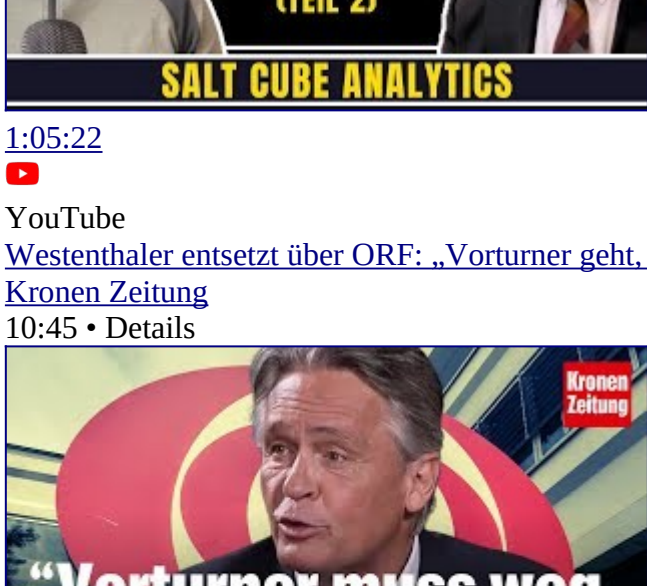 (TEIL 2)
SALT CUBE ANALYTICS
1:05:22
YouTube
Westenthaler entsetzt über ORF: „Vorturner geht,
Kronen Zeitung
10:45 • Details
Kronen
Zeitung
“Vorturner muss weg